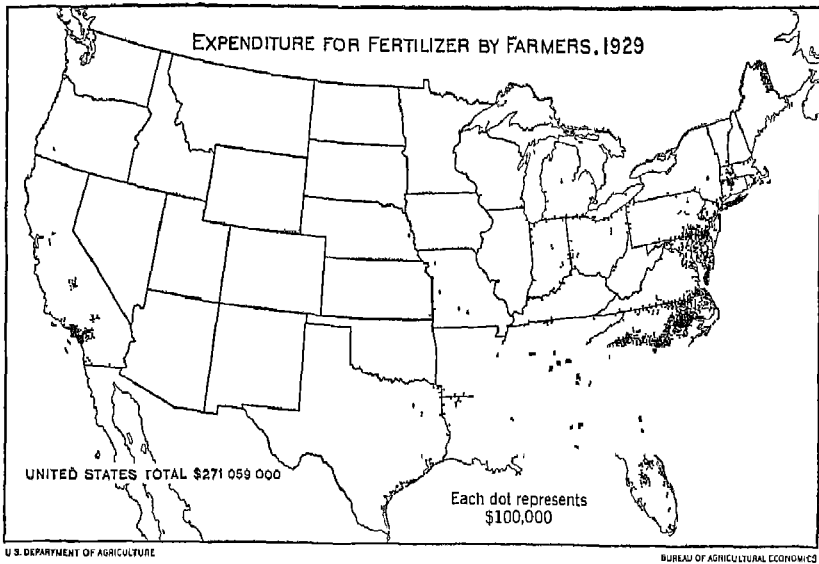 EXPENDITURE FOR FERTILIZER BY FARMERS, 1929
UNITED STATES TOTAL $271 059 000
Each dot represents
$100,000
U S. DEPARTMENT OF AGRICULTURE
BUREAU OF AGRICULTURAL ECONOMICS